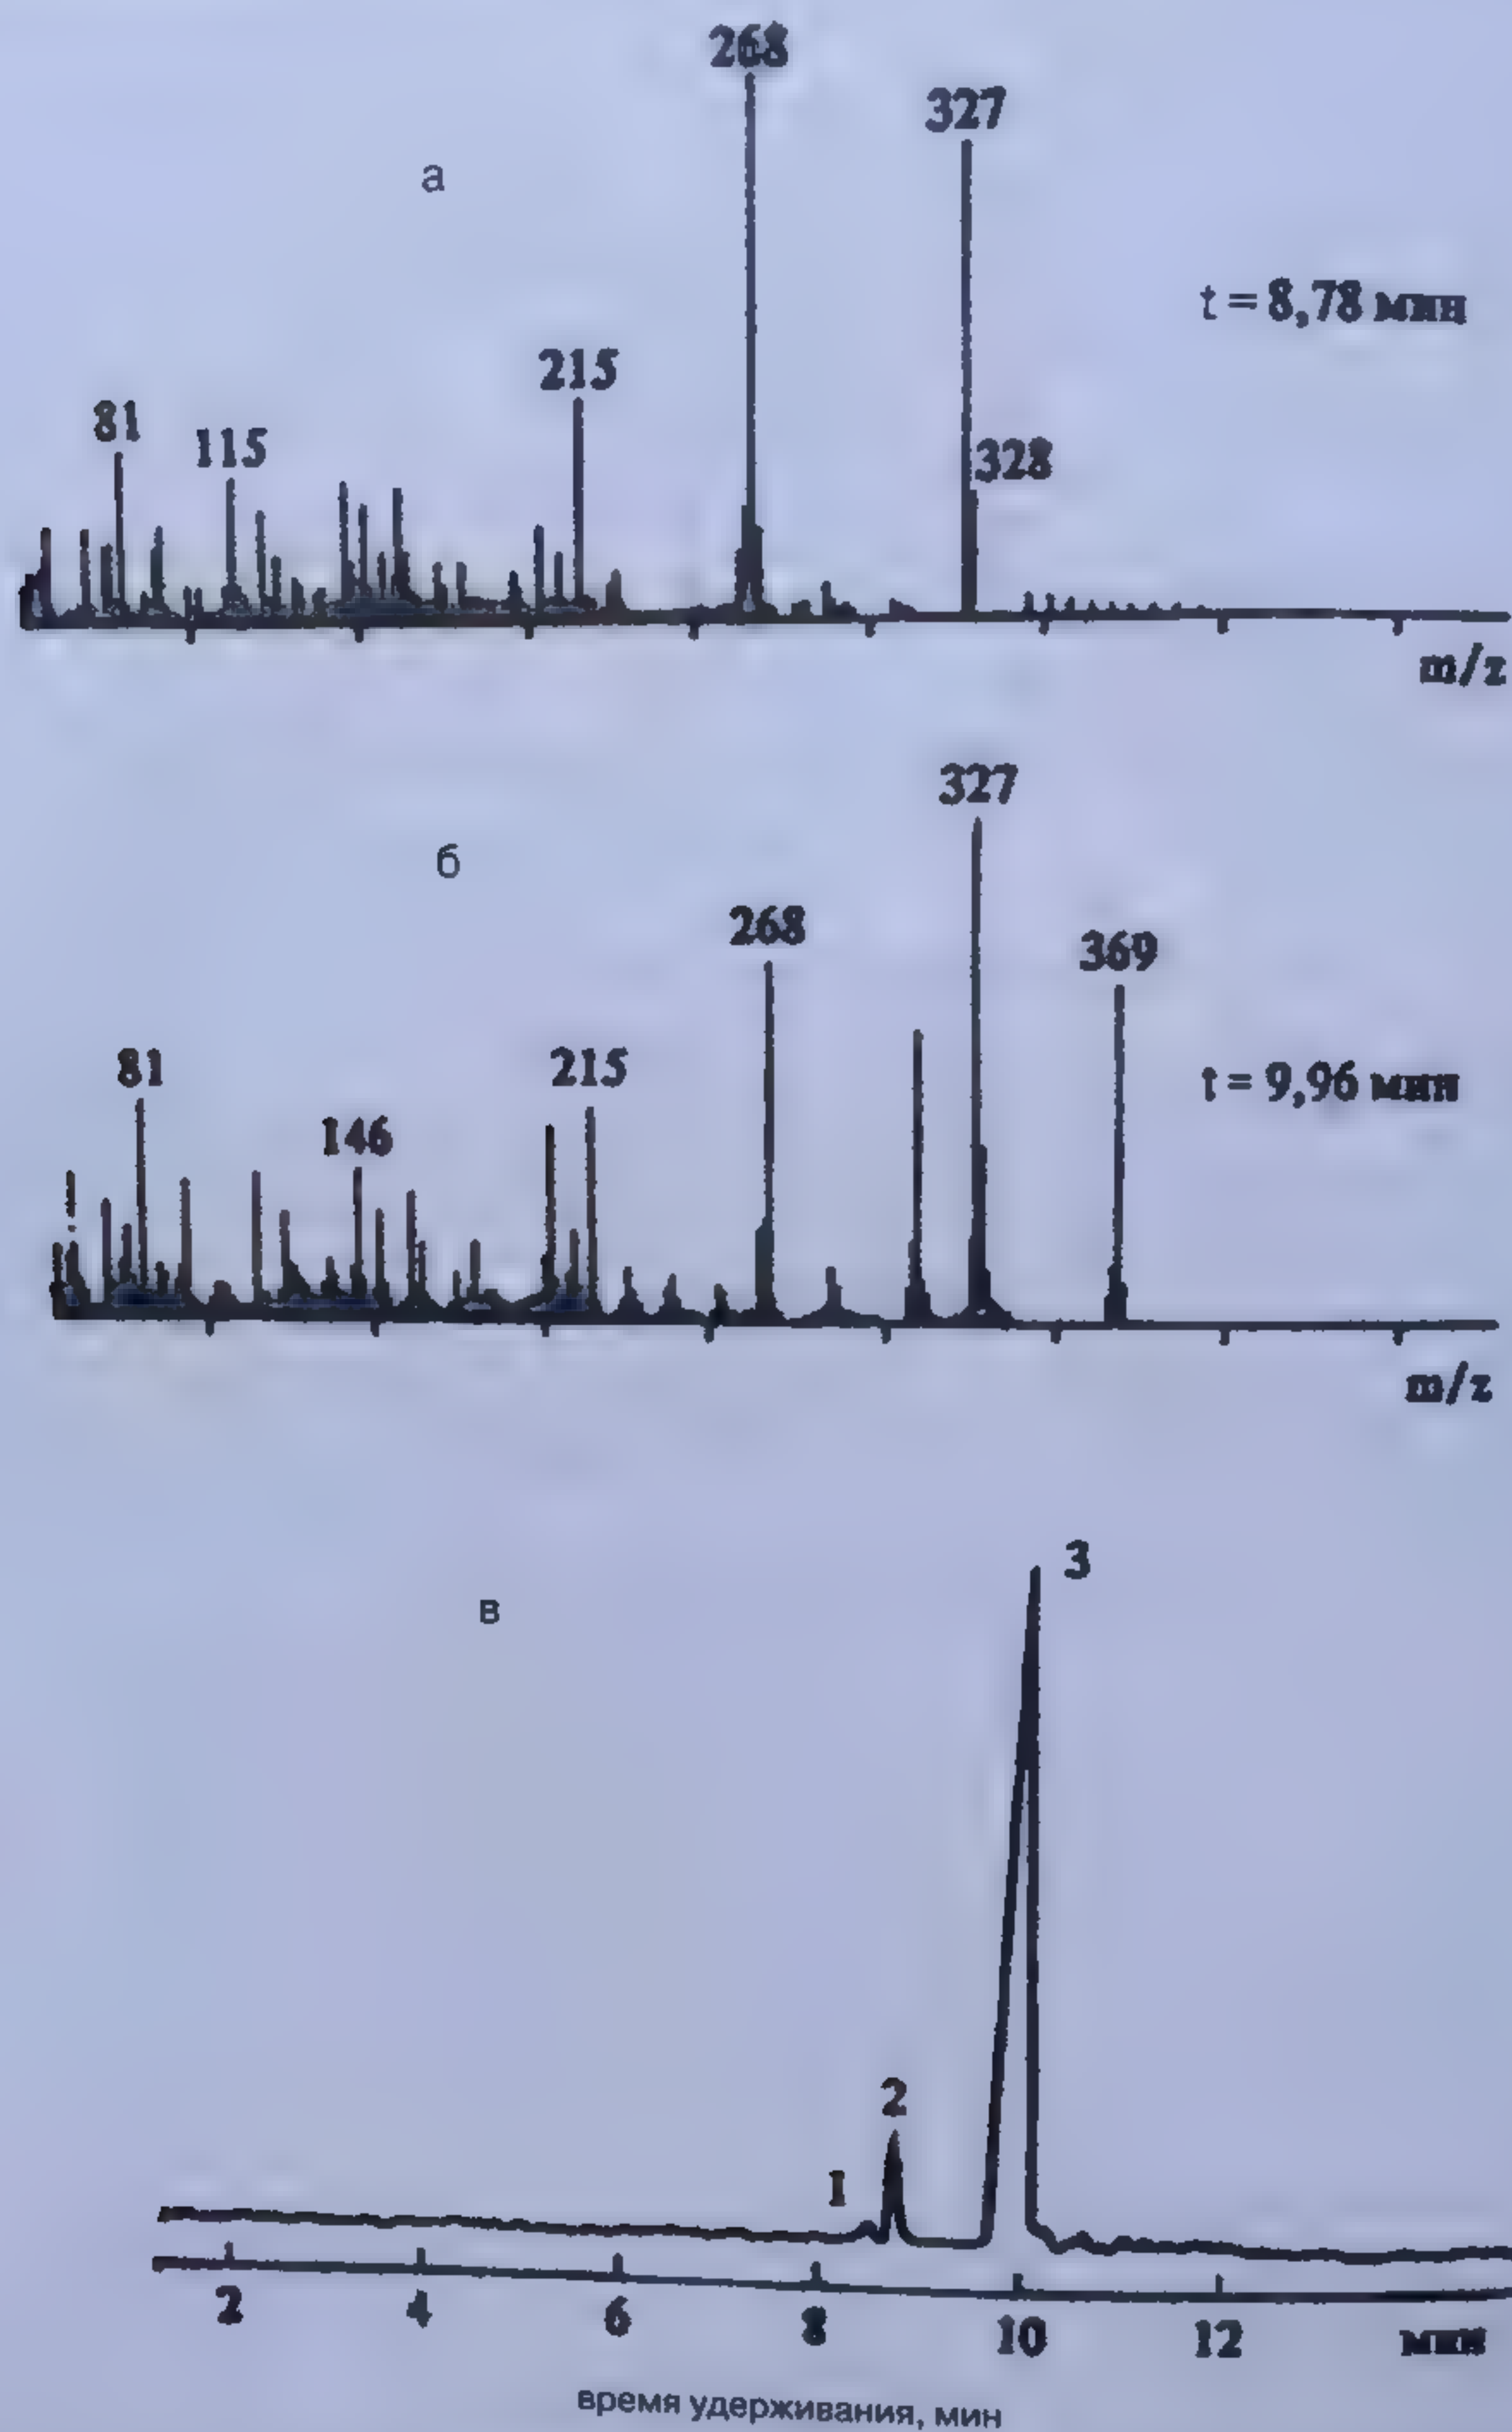 268
327
а
t = 8,78 мин
215
81
115
328
m/z
327
б
268
369
t = 9,96 мин
81
215
146
m/z
3
в
2
1
2
4
6
8
10
12
мин
время удерживания, мин